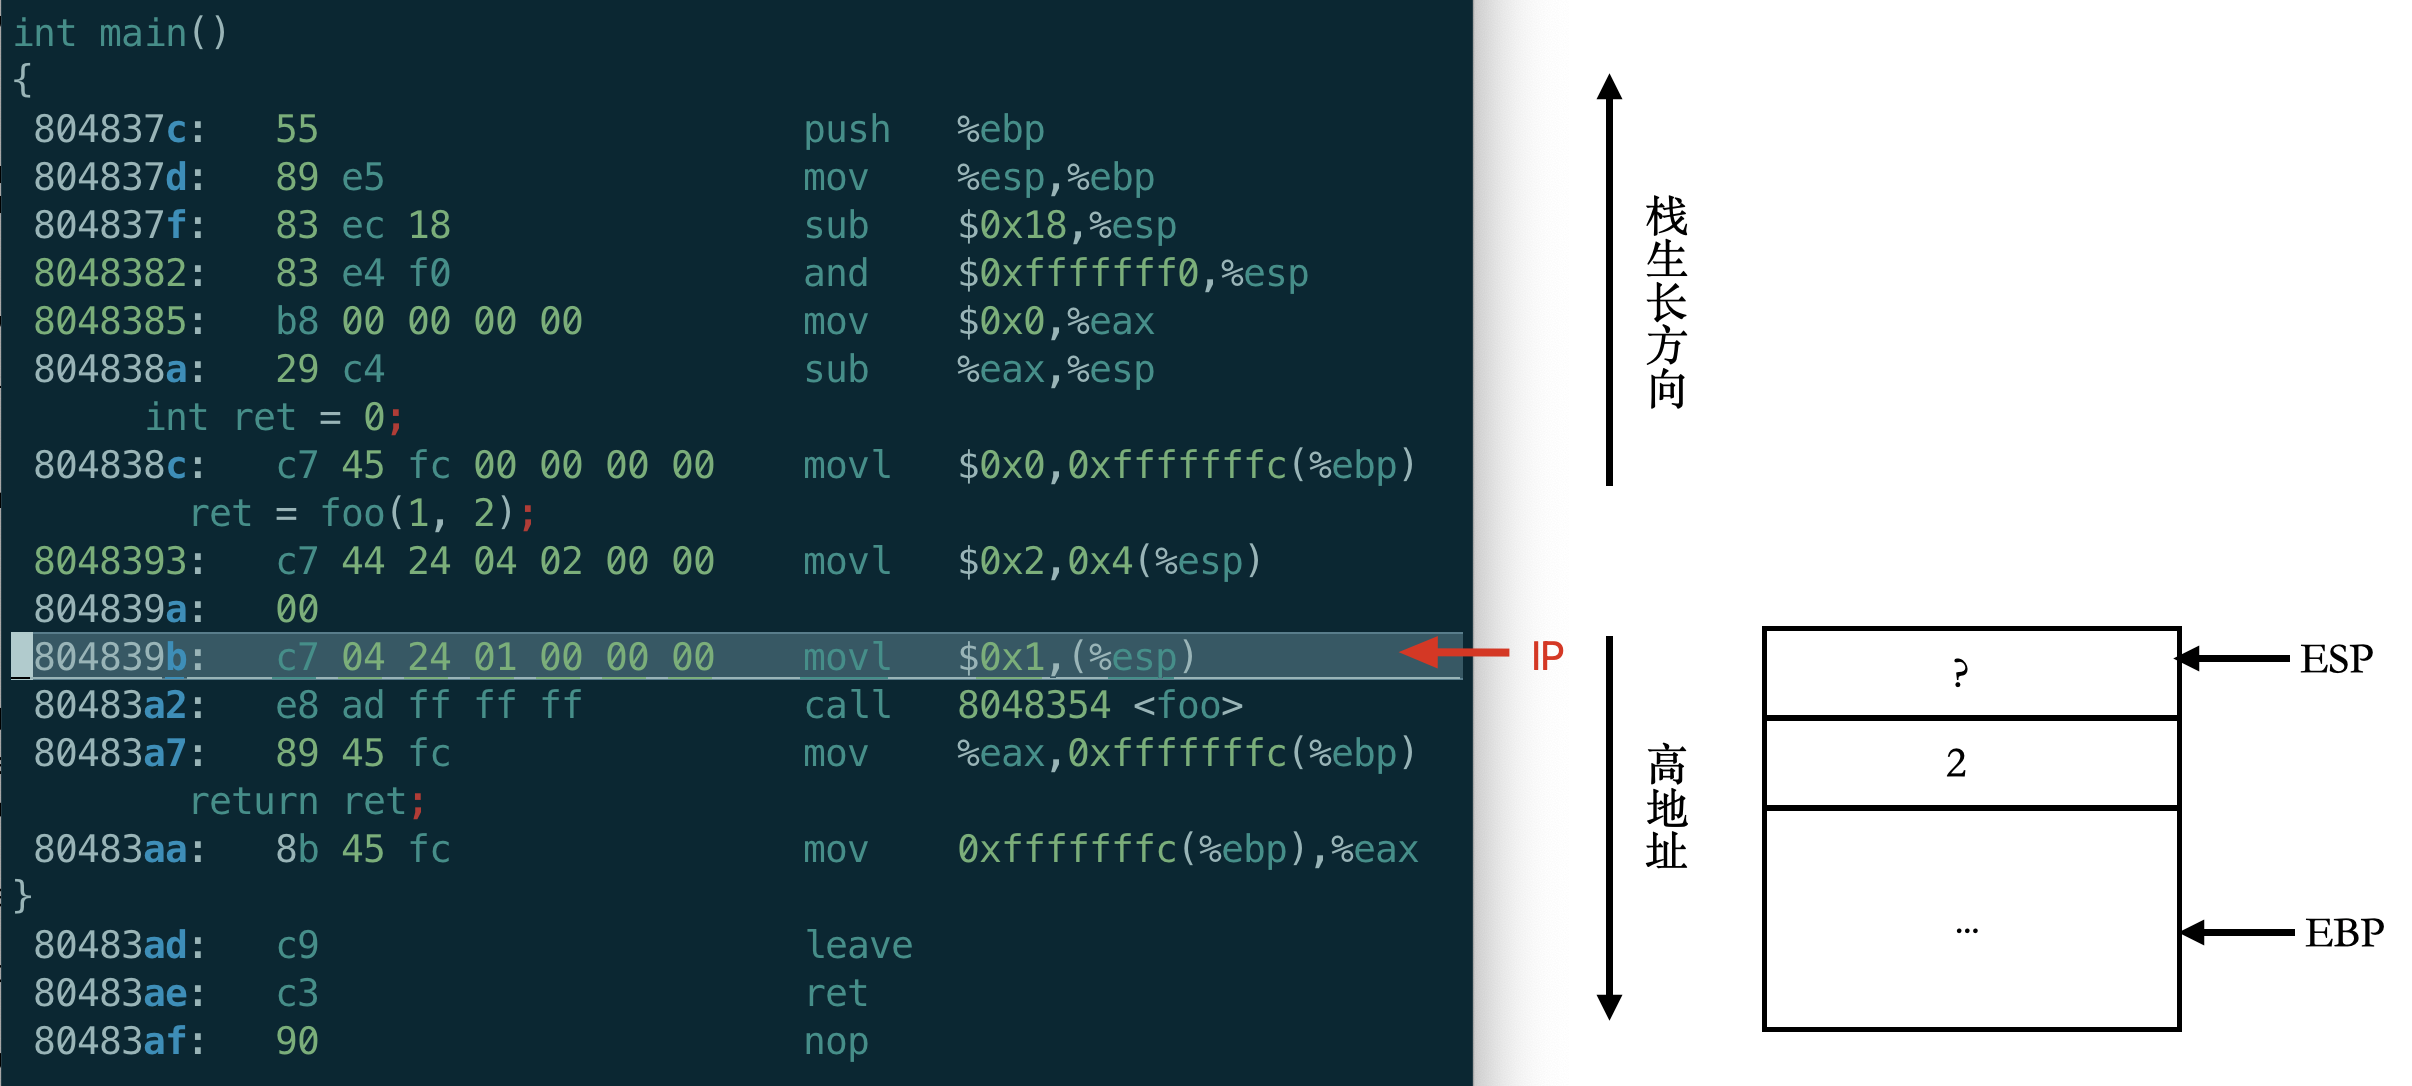 int main()
{
804837c: 55 push %ebp
804837d: 89 e5 mov %esp,%ebp
804837f: 83 ec 18 sub $0x18,%esp
8048382: 83 e4 f0 and $0xfffffff0,%esp
8048385: b8 00 00 00 00 mov $0x0,%eax
804838a: 29 c4 sub %eax,%esp
int ret = 0;
804838c: c7 45 fc 00 00 00 00 movl $0x0,0xfffffffc(%ebp)
ret = foo(1, 2);
8048393: c7 44 24 04 02 00 00 movl $0x2,0x4(%esp)
804839a: 00
804839b: c7 04 24 01 00 00 00 movl $0x1,(%esp)
80483a2: e8 ad ff ff ff call 8048354 <foo>
80483a7: 89 45 fc mov %eax,0xfffffffc(%ebp)
return ret;
80483aa: 8b 45 fc mov 0xfffffffc(%ebp),%eax
}
80483ad: c9 leave
80483ae: c3 ret
80483af: 90 nop
IP
栈生长方向
高地址
?
ESP
2
...
EBP